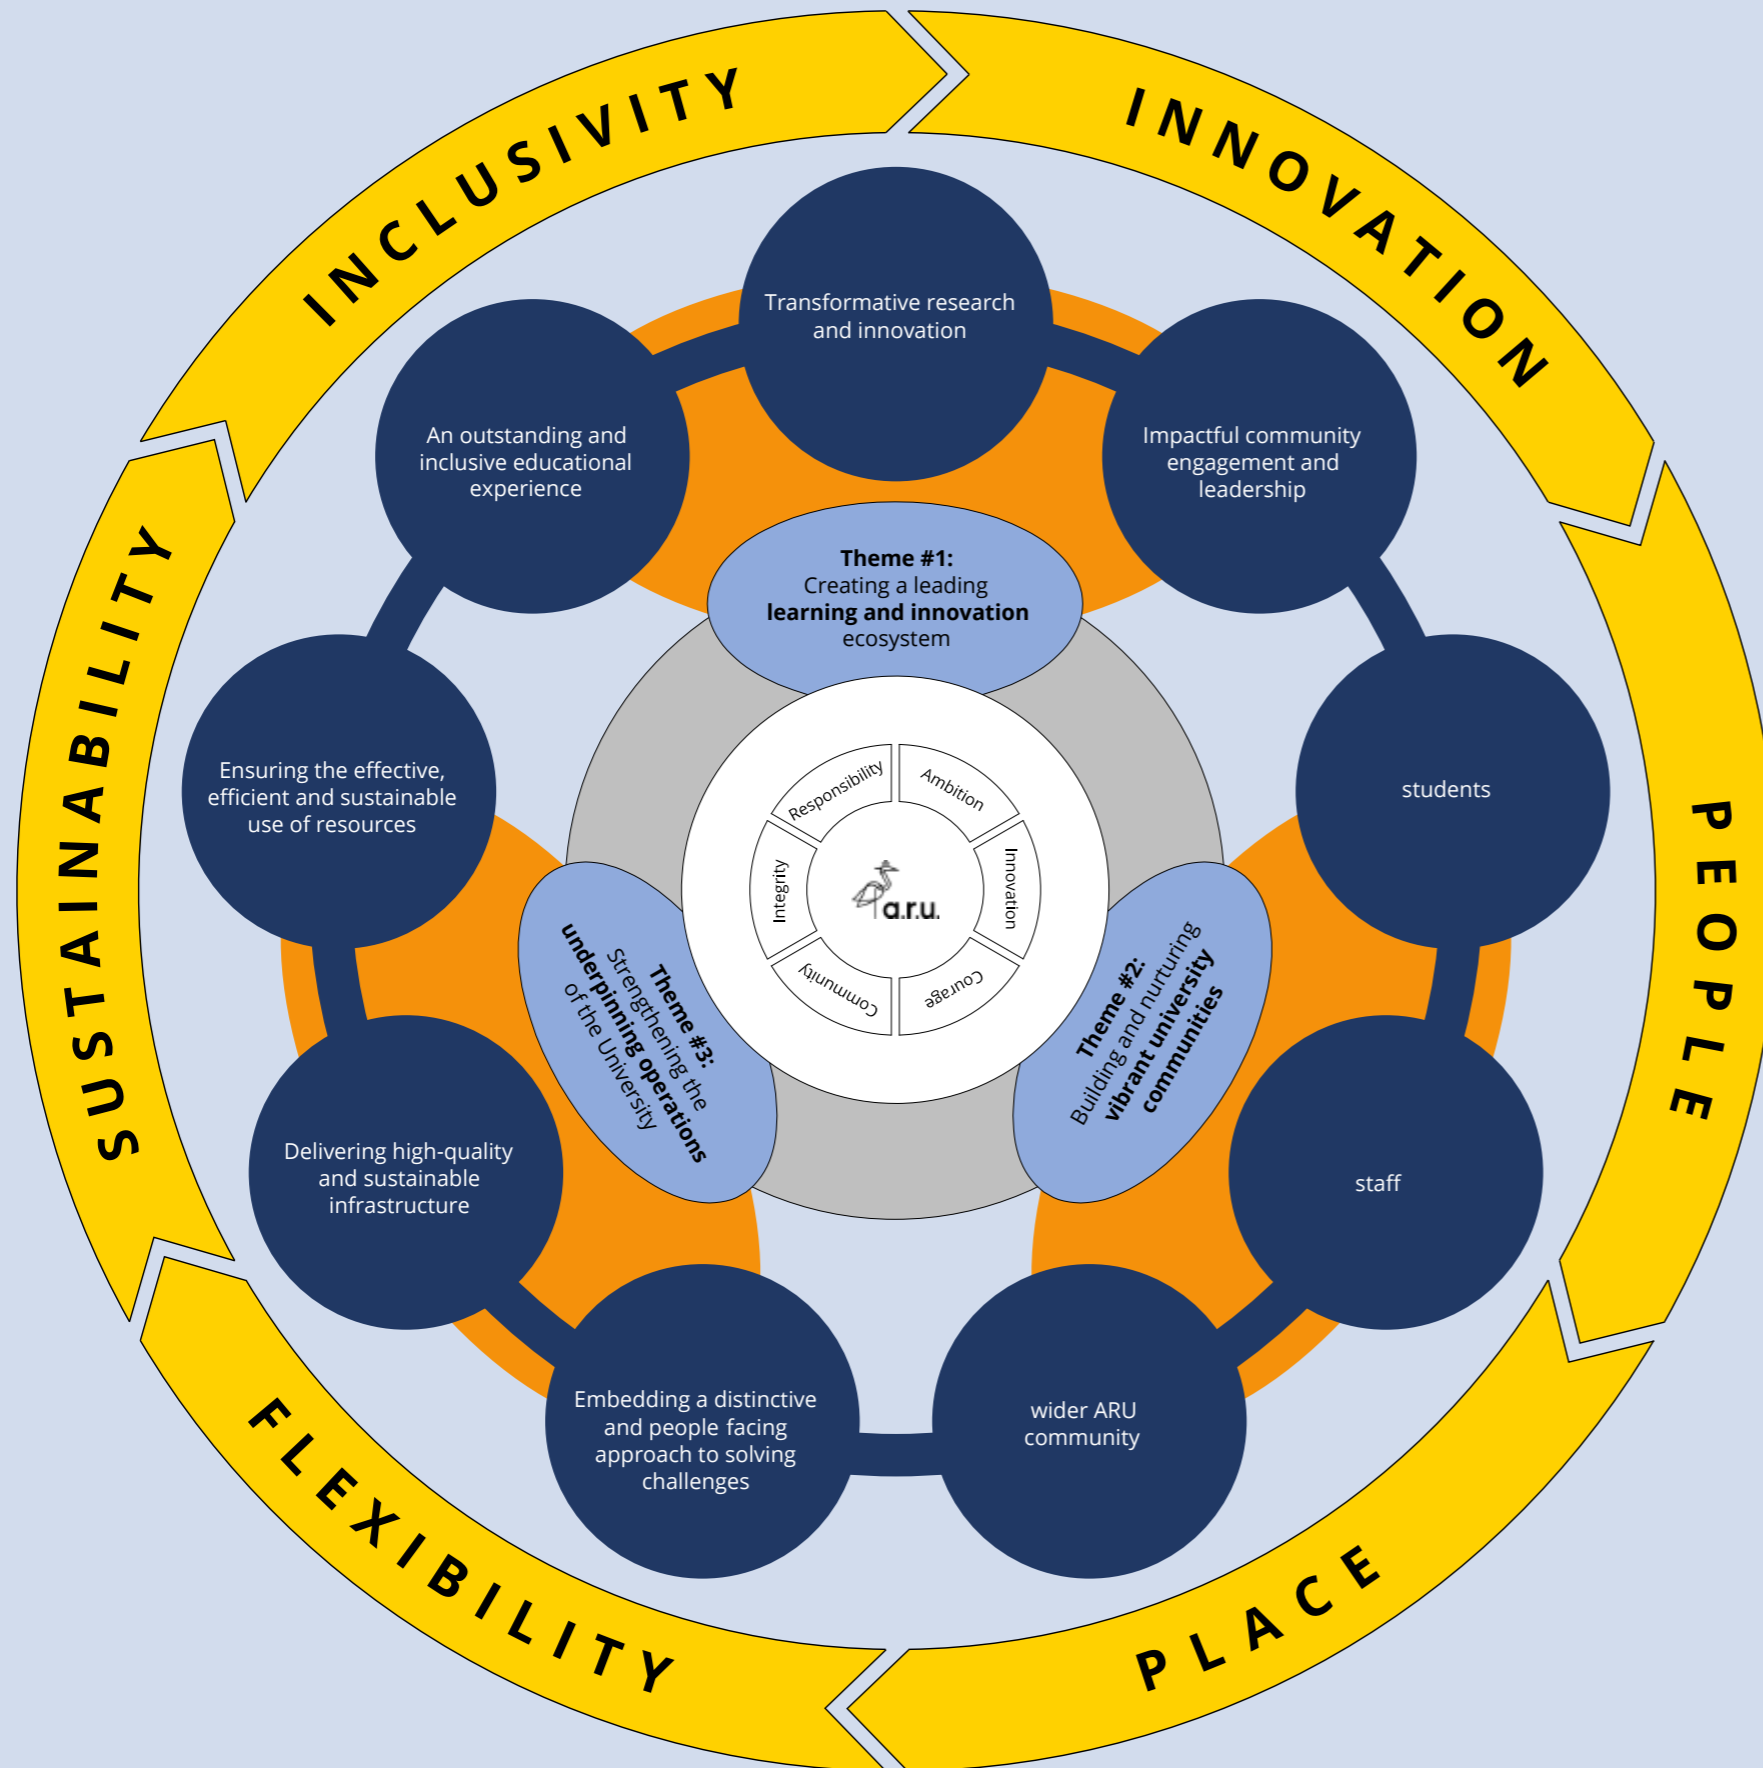 INCLUSIVITY
INNOVATION
PEOPLE
PLACE
FLEXIBILITY
SUSTAINABILITY
Transformative research
and innovation
Impactful community
engagement and
leadership
students
staff
wider ARU
community
Embedding a distinctive
and people facing
approach to solving
challenges
Delivering high-quality
and sustainable
infrastructure
Ensuring the effective,
efficient and sustainable
use of resources
An outstanding and
inclusive educational
experience
Theme #1:
Creating a leading
learning and innovation
ecosystem
Theme #2:
Building and nurturing
vibrant university
communities
Theme #3:
Strengthening the
underpinning operations
of the University
Ambition
Innovation
Courage
Community
Integrity
Responsibility
a.r.u.